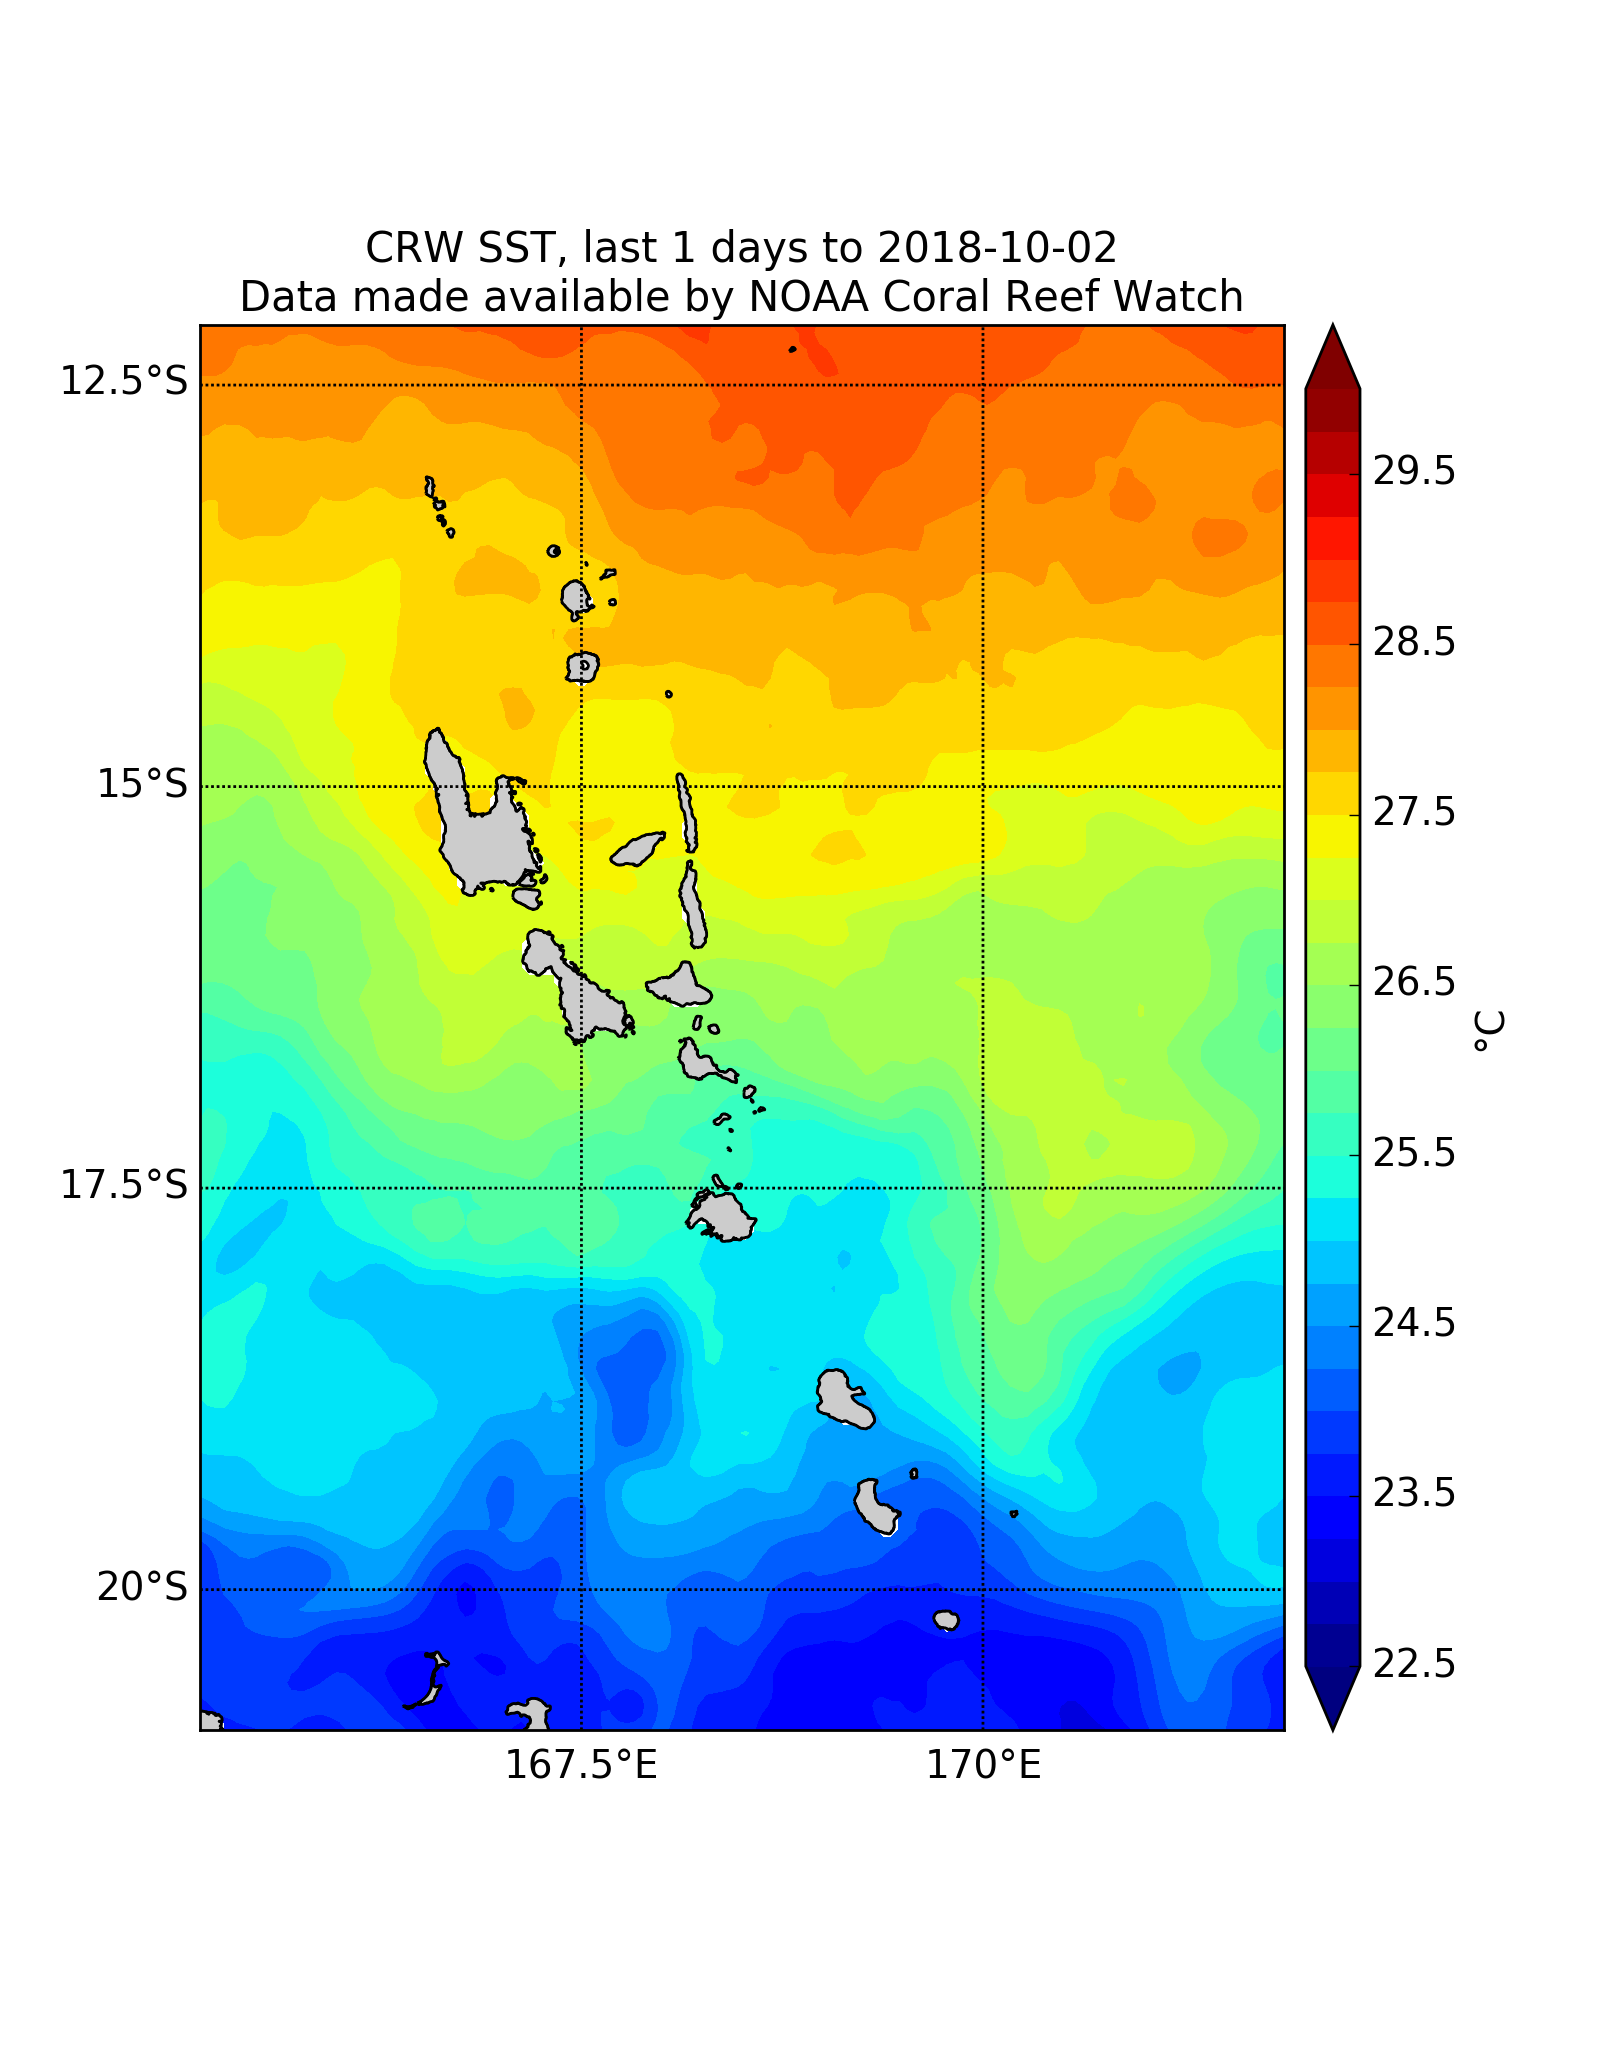 CRW SST, last 1 days to 2018-10-02
Data made available by NOAA Coral Reef Watch
12.5°S
15°S
17.5°S
20°S
167.5°E
170°E
29.5
28.5
27.5
26.5
25.5
24.5
23.5
22.5
°C